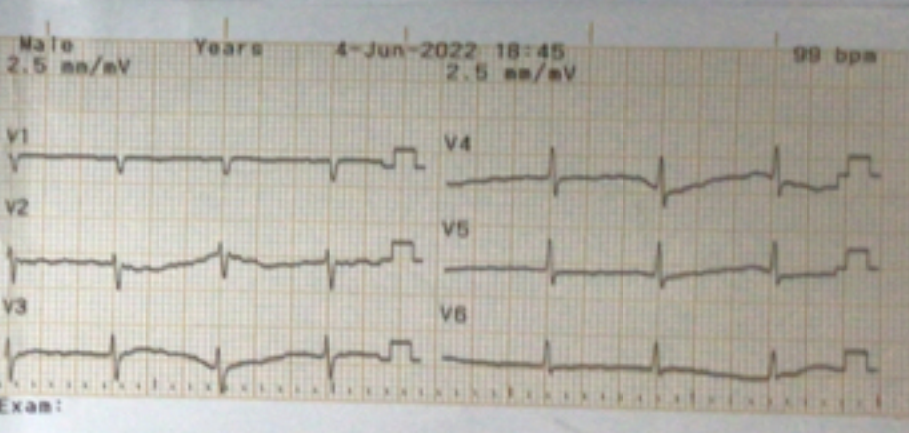 Male Years 4-Jun-2022 18:45 99 bpm
2.5 mm/mV 2.5 mm/mV
V1
V4
V2
V5
V3
V6
Exam: